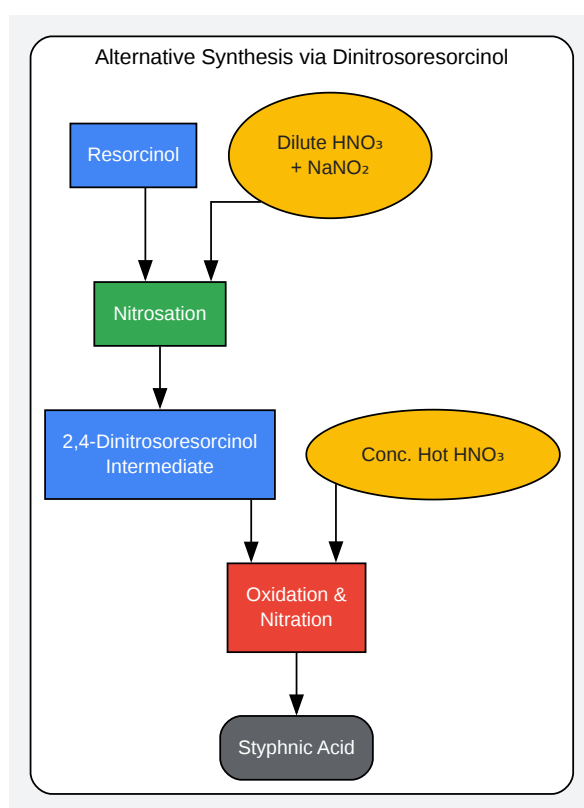 Alternative Synthesis via Dinitrosoresorcinol
Resorcinol
Dilute HNO₃
+ NaNO₂
Nitrosation
2,4-Dinitrosoresorcinol
Intermediate
Conc. Hot HNO₃
Oxidation &
Nitration
Styphnic Acid